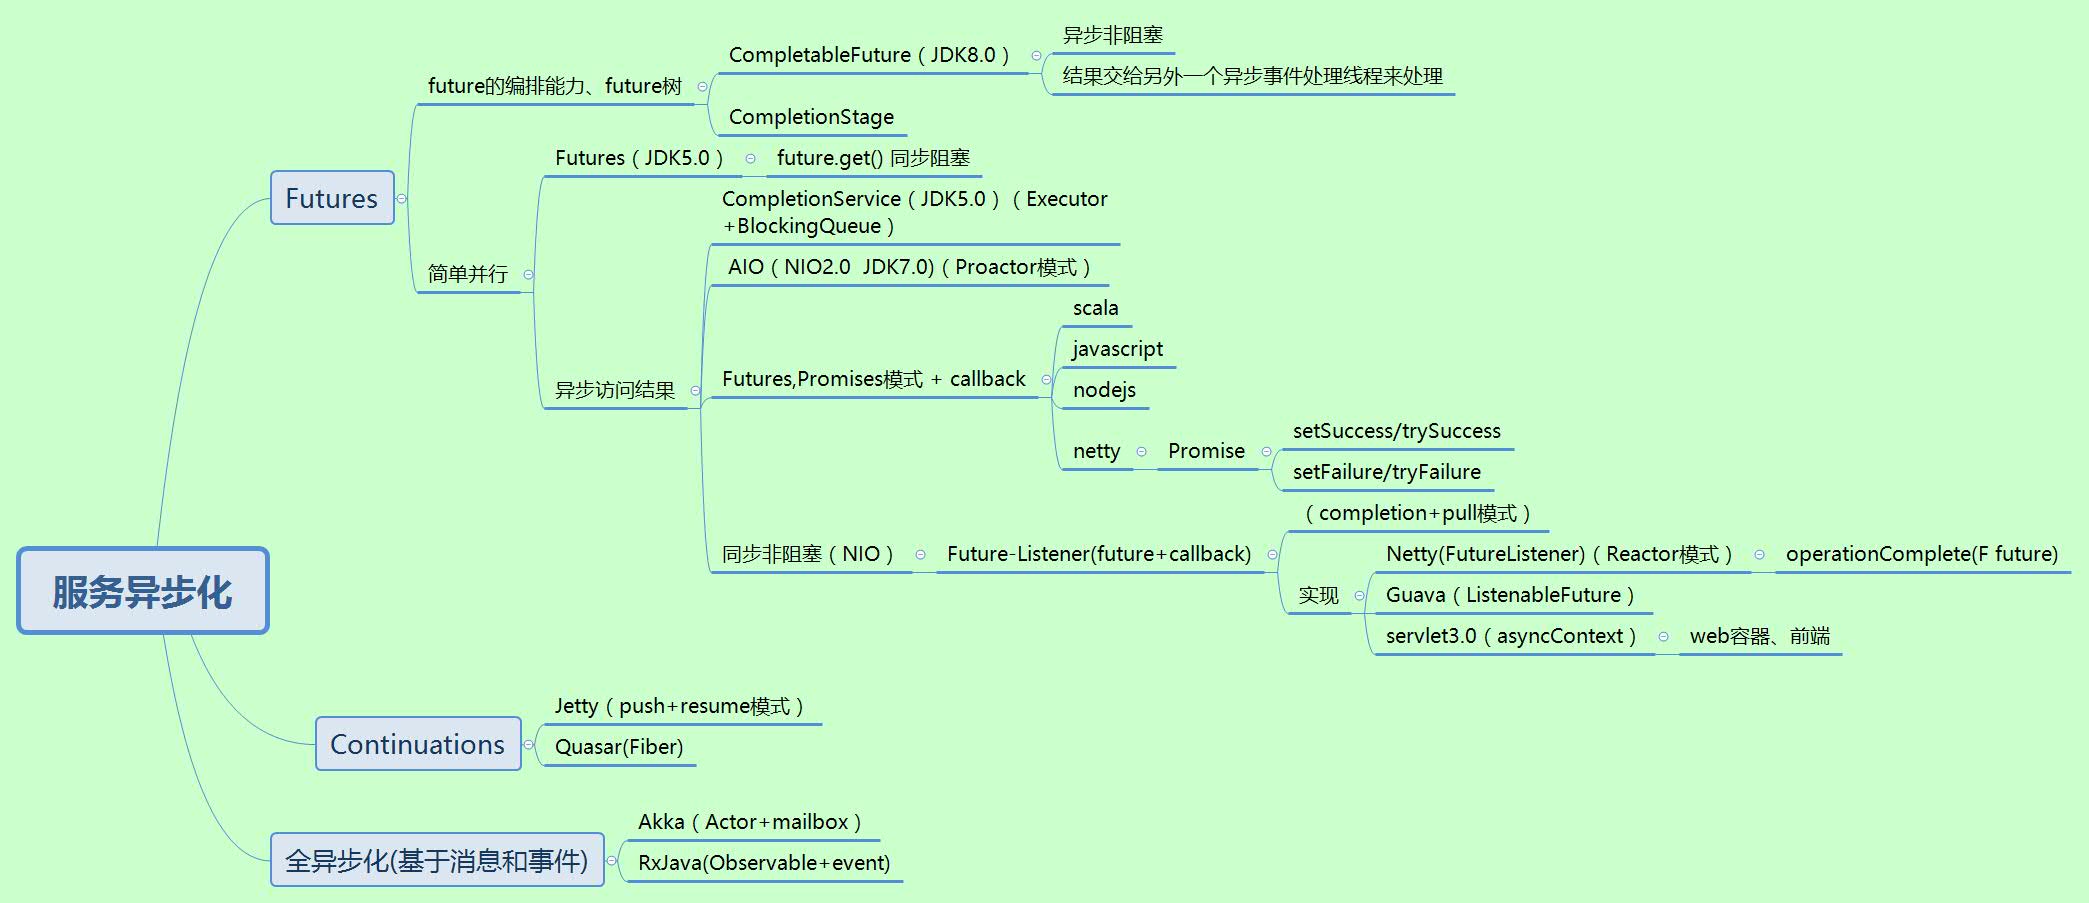 服务异步化
Futures
future的编排能力、future树
CompletableFuture（JDK8.0）
异步非阻塞
结果交给另外一个异步事件处理线程来处理
CompletionStage
简单并行
Futures（JDK5.0）
future.get() 同步阻塞
异步访问结果
CompletionService（JDK5.0）（Executor
+BlockingQueue）
AIO（NIO2.0  JDK7.0)（Proactor模式）
Futures,Promises模式 + callback
scala
javascript
nodejs
netty
Promise
setSuccess/trySuccess
setFailure/tryFailure
同步非阻塞（NIO）
Future-Listener(future+callback)
（completion+pull模式）
实现
Netty(FutureListener)（Reactor模式）
operationComplete(F future)
Guava（ListenableFuture）
servlet3.0（asyncContext）
web容器、前端
Continuations
Jetty（push+resume模式）
Quasar(Fiber)
全异步化(基于消息和事件)
Akka（Actor+mailbox）
RxJava(Observable+event)